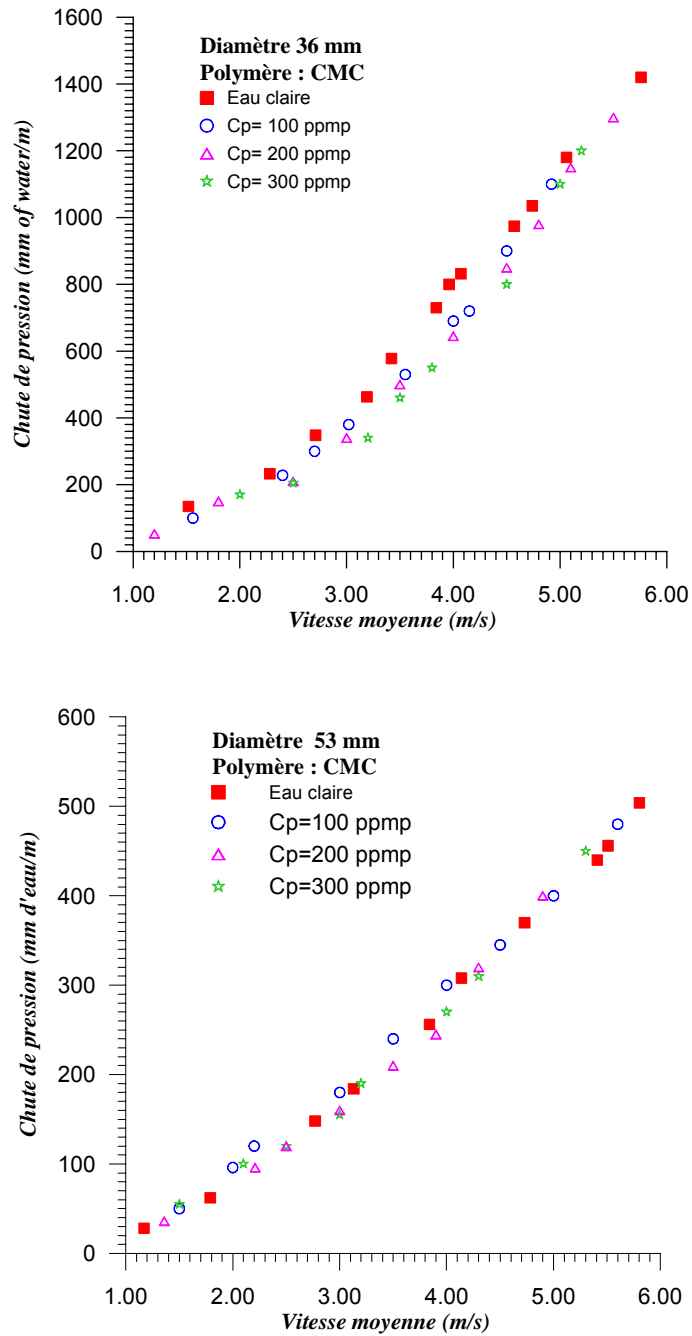 1600
1400
1200
1000
800
600
400
200
0
Chute de pression (mm of water/m)
Diamètre 36 mm
Polymère : CMC
Eau claire
Cp= 100 ppmp
Cp= 200 ppmp
Cp= 300 ppmp
1.00 2.00 3.00 4.00 5.00 6.00
Vitesse moyenne (m/s)
600
500
400
300
200
100
0
Chute de pression (mm d'eau/m)
Diamètre 53 mm
Polymère : CMC
Eau claire
Cp=100 ppmp
Cp=200 ppmp
Cp=300 ppmp
1.00 2.00 3.00 4.00 5.00 6.00
Vitesse moyenne (m/s)